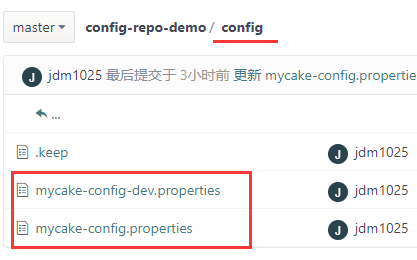 master config-repo-demo / config
J jdm1025 最后提交于 3小时前 更新 mycake-config.propertie
...
.keep J jdm1025
mycake-config-dev.properties J jdm1025
mycake-config.properties J jdm1025